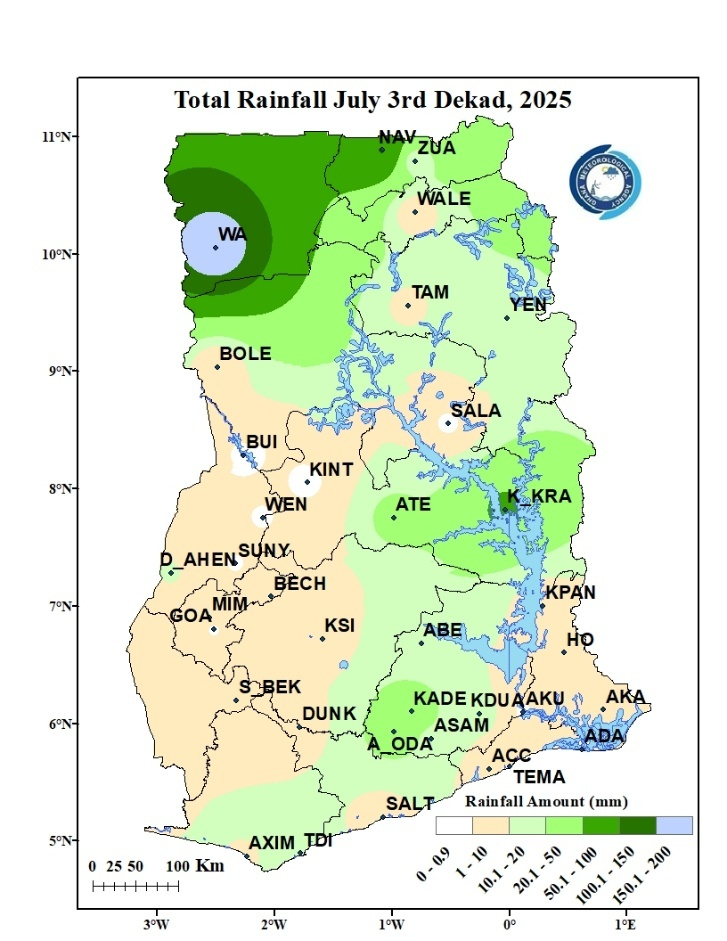 Total Rainfall July 3rd Dekad, 2025
11°N
10°N
9°N
8°N
7°N
6°N
5°N
GHANA METEOROLOGICAL AGENCY
NAV
ZUA
WALE
WA
TAM
YEN
BOLE
SALA
BUI
KINT
WEN
ATE
K_KRA
SUNY
D_AHEN
BECH
KPAN
MIM
GOA
KSI
ABE
HO
S_BEK
KADE
KDUA
AKU
AKA
DUNK
ASAM
A_ODA
ADA
ACC
TEMA
SALT
AXIM
TDI
Rainfall Amount (mm)
0 - 0.9
1 - 10
10.1 - 20
20.1 - 50
50.1 - 100
100.1 - 150
150.1 - 200
0 25 50 100 Km
3°W
2°W
1°W
0°
1°E